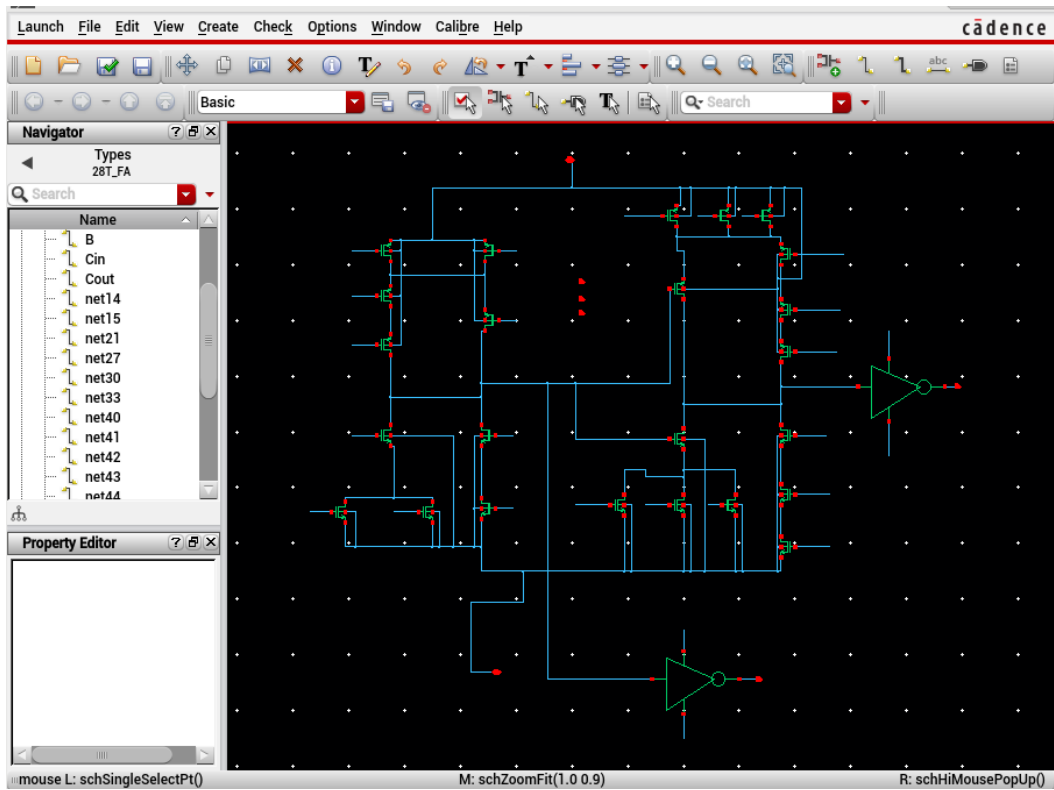 Launch File Edit View Create Check Options Window Calibre Help cādence
abc
Basic Search
Navigator
Types
28T_FA
Search
Name
B
Cin
Cout
net14
net15
net21
net27
net30
net33
net40
net41
net42
net43
net44
Property Editor
mouse L: schSingleSelectPt() M: schZoomFit(1.0 0.9) R: schHiMousePopUp()